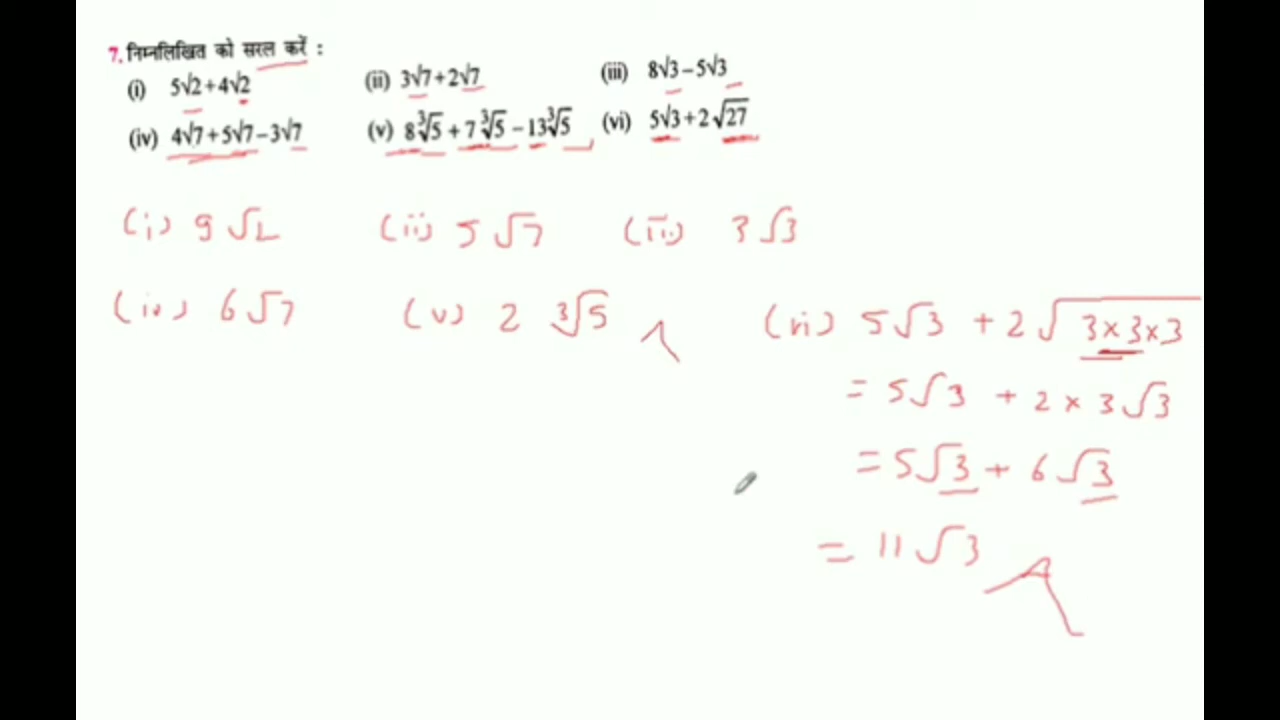 7. निम्नलिखित को सरल करें :
(i) 5√2+4√2 (ii) 3√7+2√7 (iii) 8√3−5√3
(iv) 4√7+5√7−3√7 (v) 8∛5+7∛5−13∛5 (vi) 5√3+2√27
(i) 9√2 (ii) 5√7 (iii) 3√3
(iv) 6√7 (v) 2 ∛5 (vi) 5√3 + 2√3×3×3
= 5√3 + 2×3√3
= 5√3 + 6√3
= 11√3